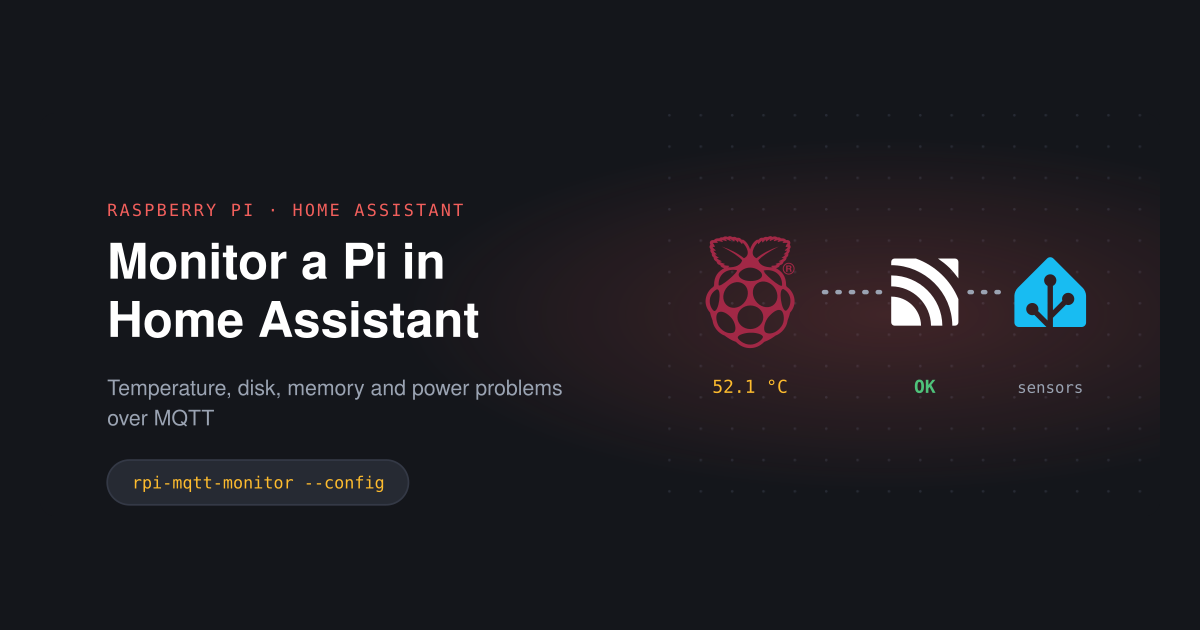 RASPBERRY PI · HOME ASSISTANT
Monitor a Pi in
Home Assistant
Temperature, disk, memory and power problems
over MQTT
rpi-mqtt-monitor --config
®
52.1 °C
OK
sensors